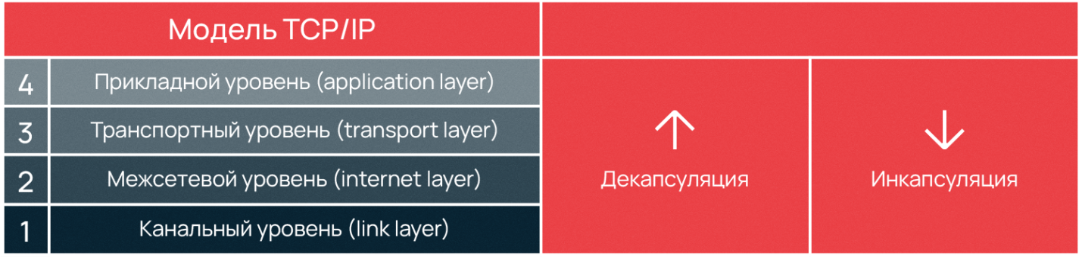 Модель TCP/IP
4 Прикладной уровень (application layer)
3 Транспортный уровень (transport layer)
2 Межсетевой уровень (internet layer)
1 Канальный уровень (link layer)
↑
Декапсуляция
↓
Инкапсуляция